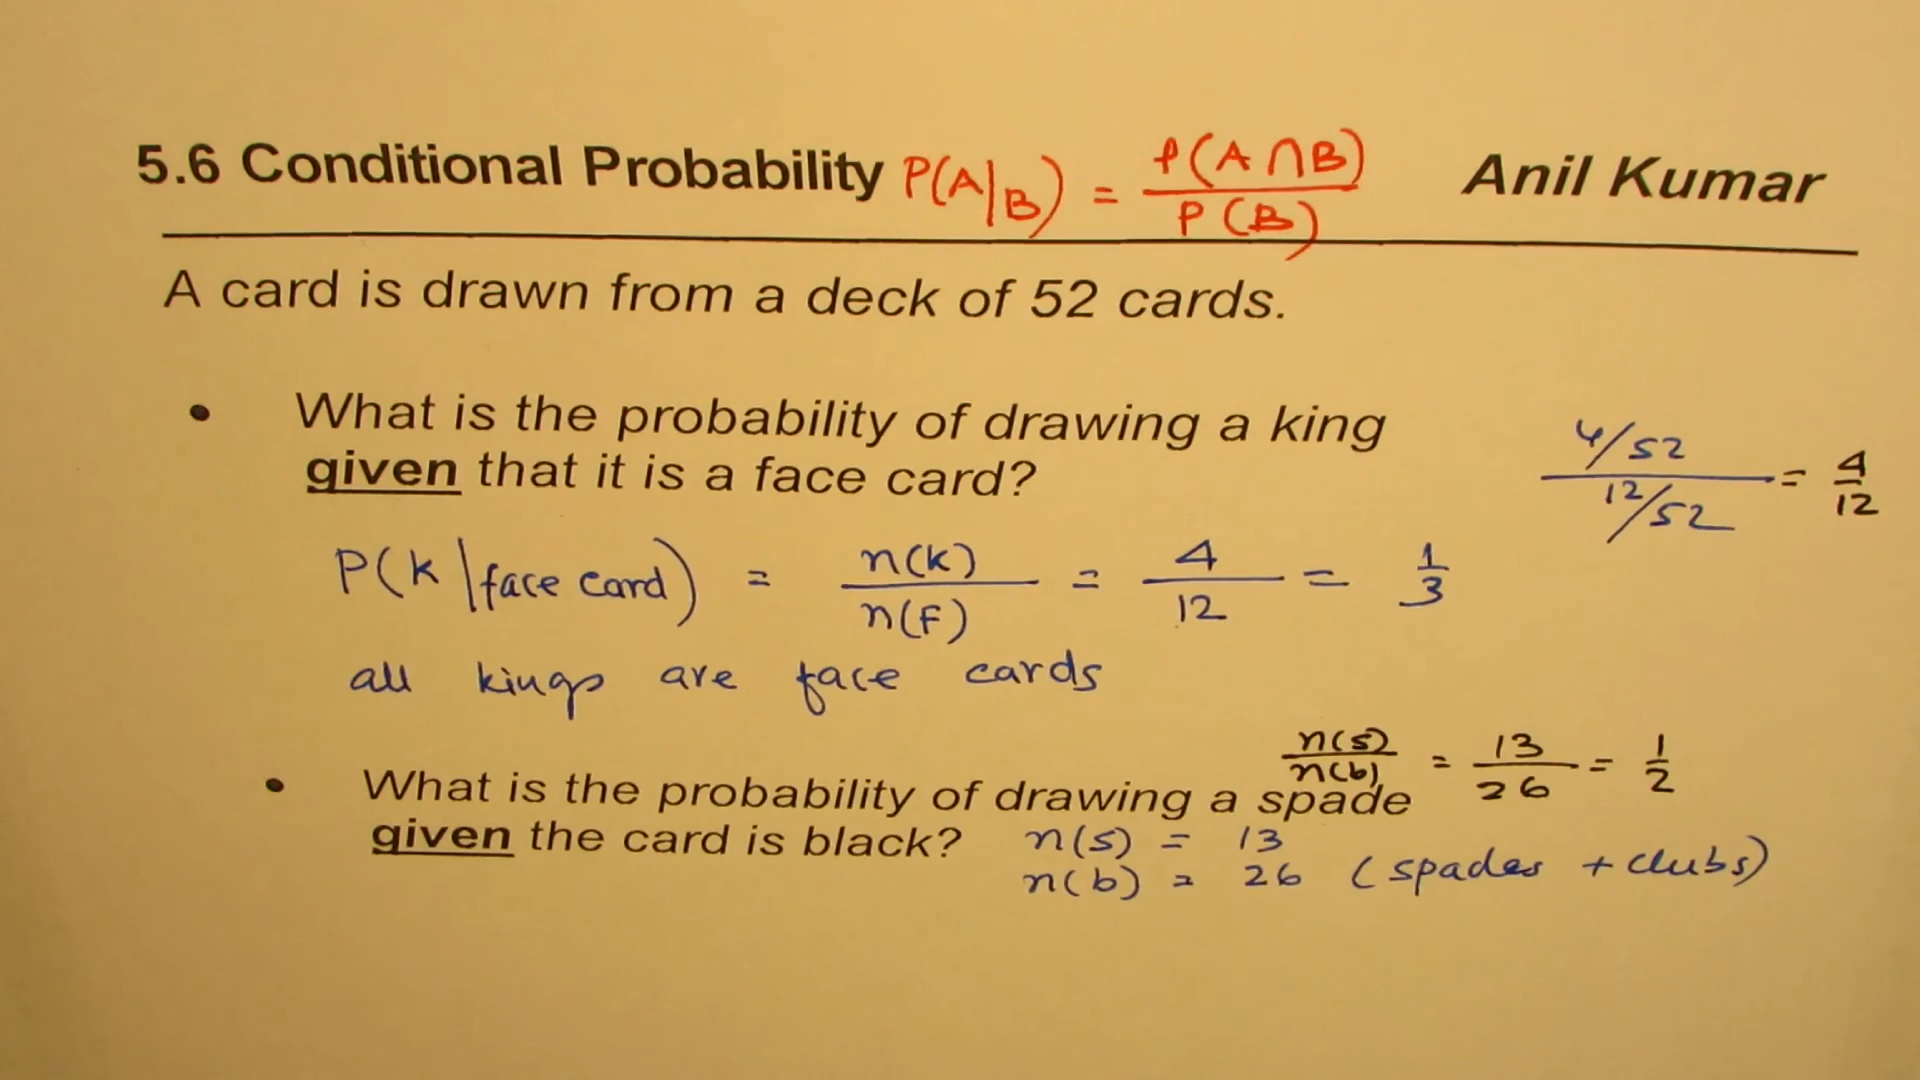 5.6 Conditional Probability P(A|B) = P(A∩B)/P(B) Anil Kumar
A card is drawn from a deck of 52 cards.
• What is the probability of drawing a king
given that it is a face card?
4/52 / 12/52 = 4/12
P(K|face card) = n(K)/n(F) = 4/12 = 1/3
all kings are face cards
n(s)/n(b) = 13/26 = 1/2
• What is the probability of drawing a spade
given the card is black?
n(s) = 13
n(b) = 26 (spades + clubs)